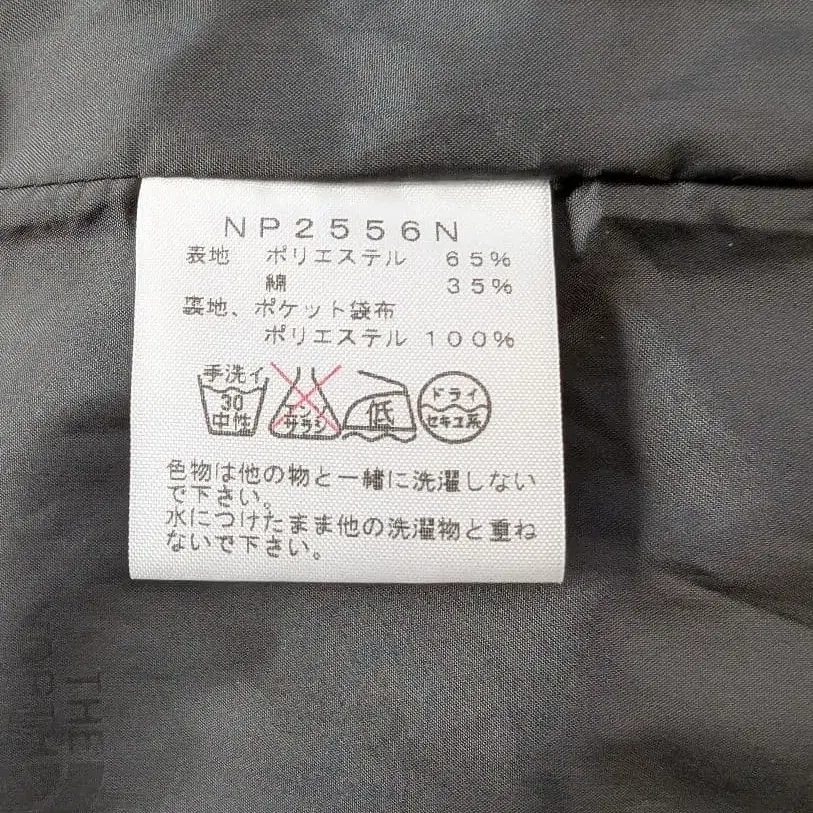 NP2556N
表地 ポリエステル 65%
綿 35%
裏地、ポケット袋布
ポリエステル 100%
手洗イ
30
中性
エンソ
サラシ
低
ドライ
セキユ系
色物は他の物と一緒に洗濯しない
で下さい。
水につけたまま他の洗濯物と重ね
ないで下さい。
THE